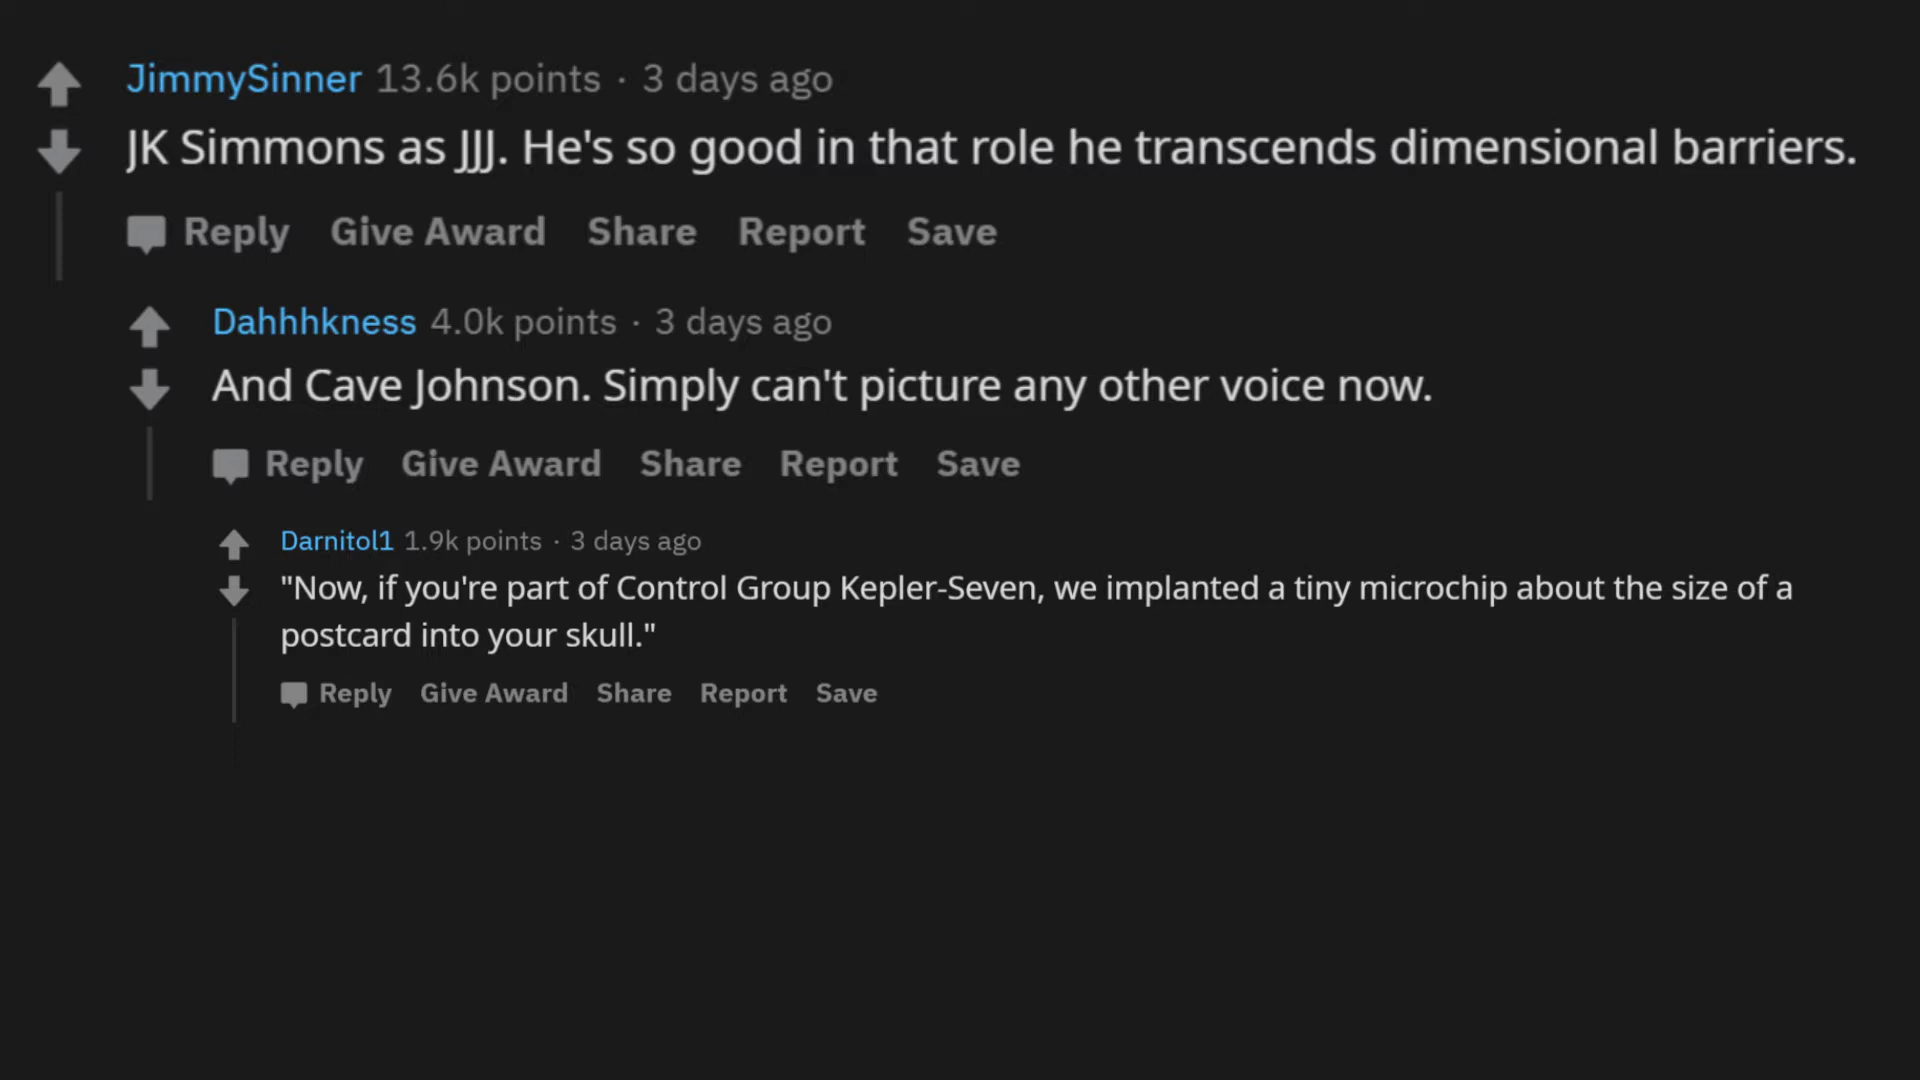 JimmySinner 13.6k points · 3 days ago
JK Simmons as JJJ. He's so good in that role he transcends dimensional barriers.
Reply Give Award Share Report Save
Dahhhkness 4.0k points · 3 days ago
And Cave Johnson. Simply can't picture any other voice now.
Reply Give Award Share Report Save
Darnitol1 1.9k points · 3 days ago
"Now, if you're part of Control Group Kepler-Seven, we implanted a tiny microchip about the size of a
postcard into your skull."
Reply Give Award Share Report Save